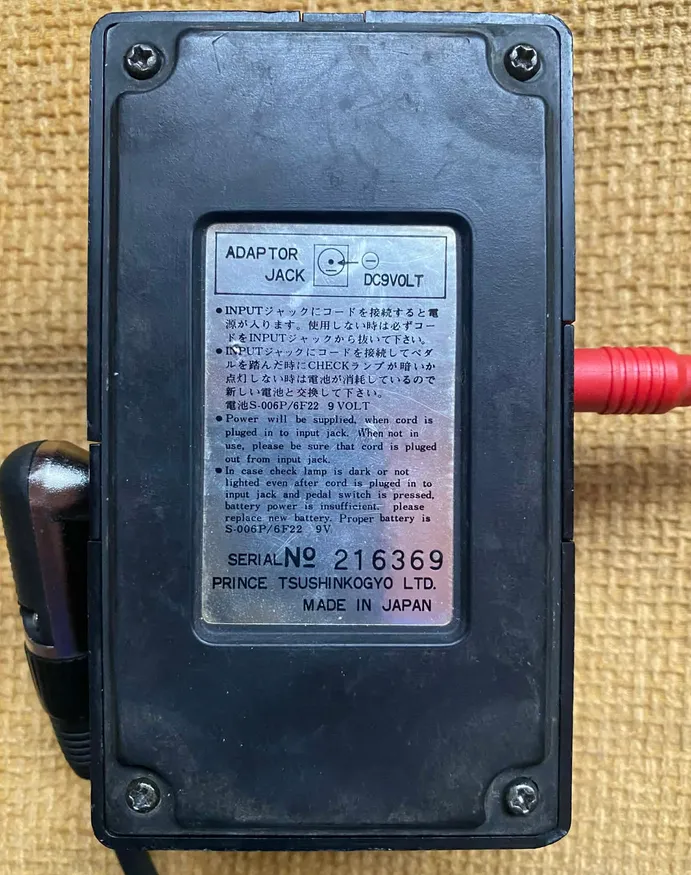 ADAPTOR
JACK
DC9VOLT
●INPUTジャックにコードを接続すると電
源が入ります。使用しない時は必ずコー
ドをINPUTジャックから抜いて下さい。
●INPUTジャックにコードを接続してペダ
ルを踏んだ時にCHECKランプが暗いか
点灯しない時は電池が消耗しているので
新しい電池と交換して下さい。
電池S-006P/6F22 9VOLT
●Power will be supplied, when cord is
pluged in to input jack. When not in
use, please be sure that cord is pluged
out from input jack.
●In case check lamp is dark or not
lighted even after cord is pluged in to
input jack and pedal switch is pressed,
battery power is insufficient. please
replace new battery. Proper battery is
S-006P/6F22 9V
SERIAL No 216369
PRINCE TSUSHINKOGYO LTD.
MADE IN JAPAN